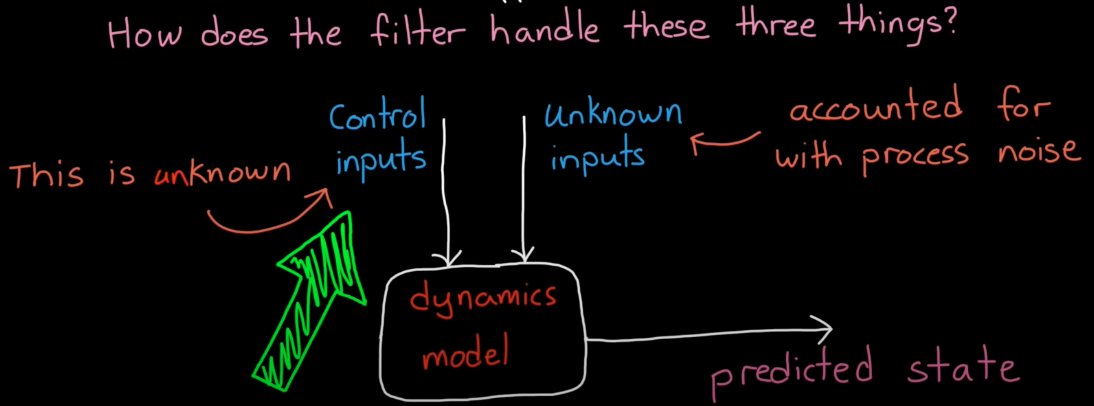 How does the filter handle these three things?
Control
inputs
Unknown
inputs
accounted for
with process noise
This is unknown
dynamics
model
predicted state